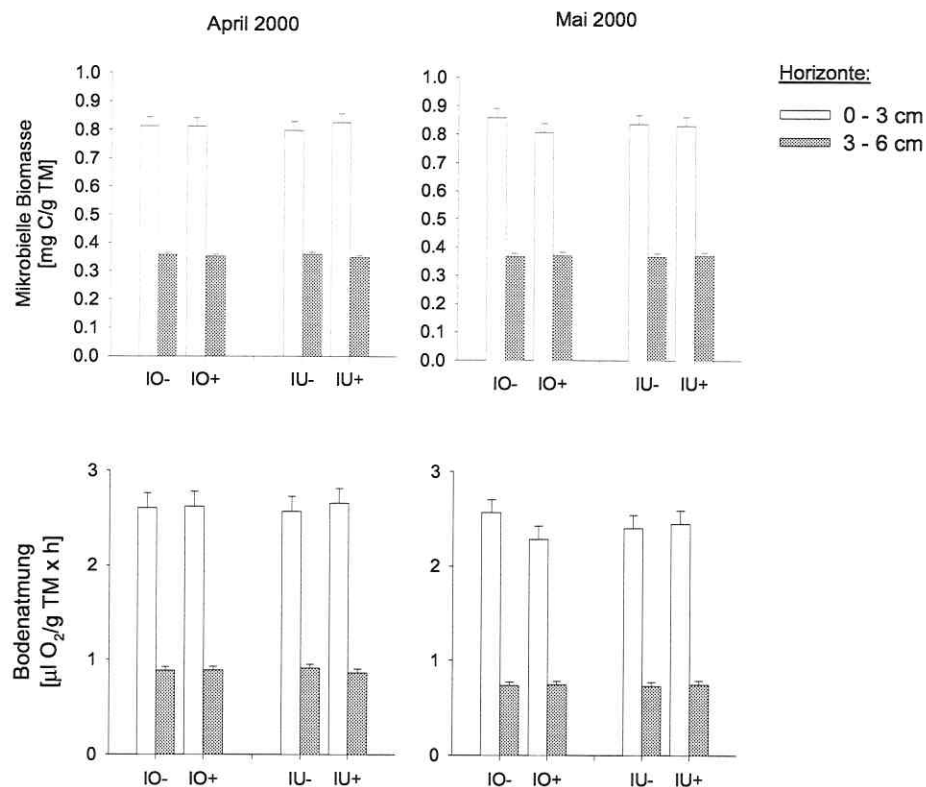 April 2000
Mai 2000
Mikrobielle Biomasse
[mg C/g TM]
1.0
0.9
0.8
0.7
0.6
0.5
0.4
0.3
0.2
0.1
0.0
IO- IO+ IU- IU+
1.0
0.9
0.8
0.7
0.6
0.5
0.4
0.3
0.2
0.1
0.0
IO- IO+ IU- IU+
Horizonte:
0 - 3 cm
3 - 6 cm
Bodenatmung
[µl O₂/g TM x h]
3
2
1
0
IO- IO+ IU- IU+
3
2
1
0
IO- IO+ IU- IU+